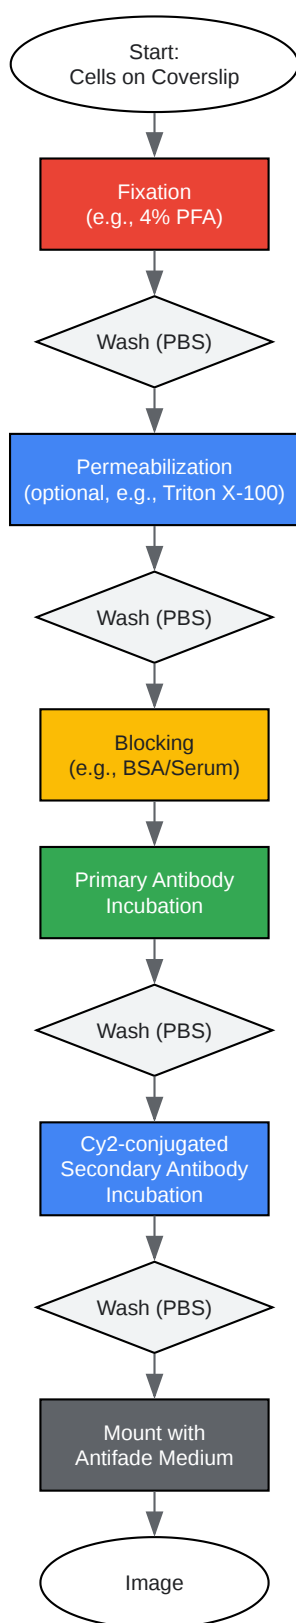 Start:
Cells on Coverslip
Fixation
(e.g., 4% PFA)
Wash (PBS)
Permeabilization
(optional, e.g., Triton X-100)
Wash (PBS)
Blocking
(e.g., BSA/Serum)
Primary Antibody
Incubation
Wash (PBS)
Cy2-conjugated
Secondary Antibody
Incubation
Wash (PBS)
Mount with
Antifade Medium
Image